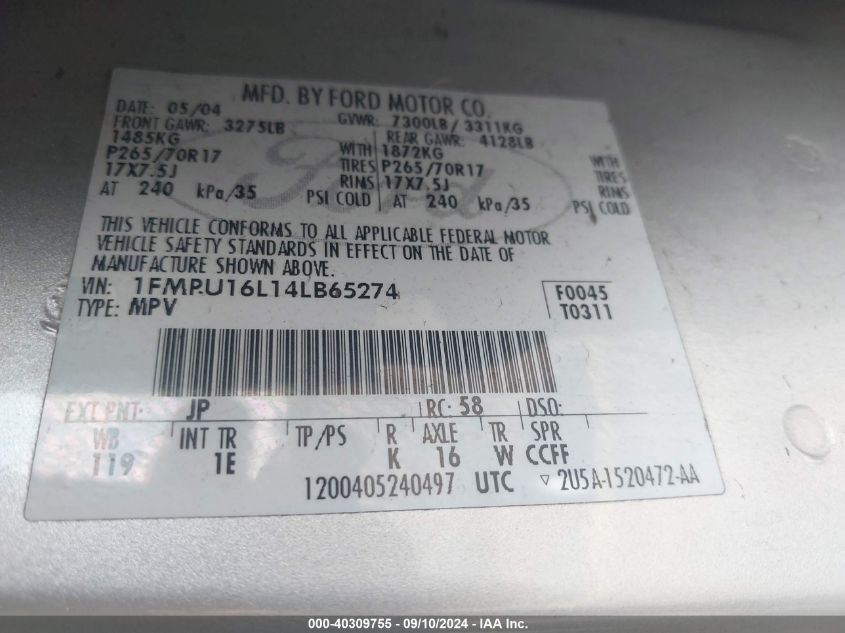 MFD. BY FORD MOTOR CO.
DATE: 05/04 GVWR: 7300LB/ 3311KG
FRONT GAWR: 3275LB REAR GAWR: 4128LB
1485KG WITH 1872KG WITH
P265/70R17 TIRES P265/70R17 TIRES
17X7.5J RIMS 17X7.5J RIMS
AT 240 kPa/35 PSI COLD AT 240 kPa/35 PSI COLD
Ford
THIS VEHICLE CONFORMS TO ALL APPLICABLE FEDERAL MOTOR
VEHICLE SAFETY STANDARDS IN EFFECT ON THE DATE OF
MANUFACTURE SHOWN ABOVE.
VIN: 1FMPU16L14LB65274 F0045
TYPE: MPV T0311
EXT PNT: JP RC: 58 DSO:
WB INT TR TP/PS R AXLE TR SPR
119 1E K 16 W CCFF
1200405240497 UTC ▽ 2U5A-1520472-AA
000-40309755 - 09/10/2024 - IAA Inc.